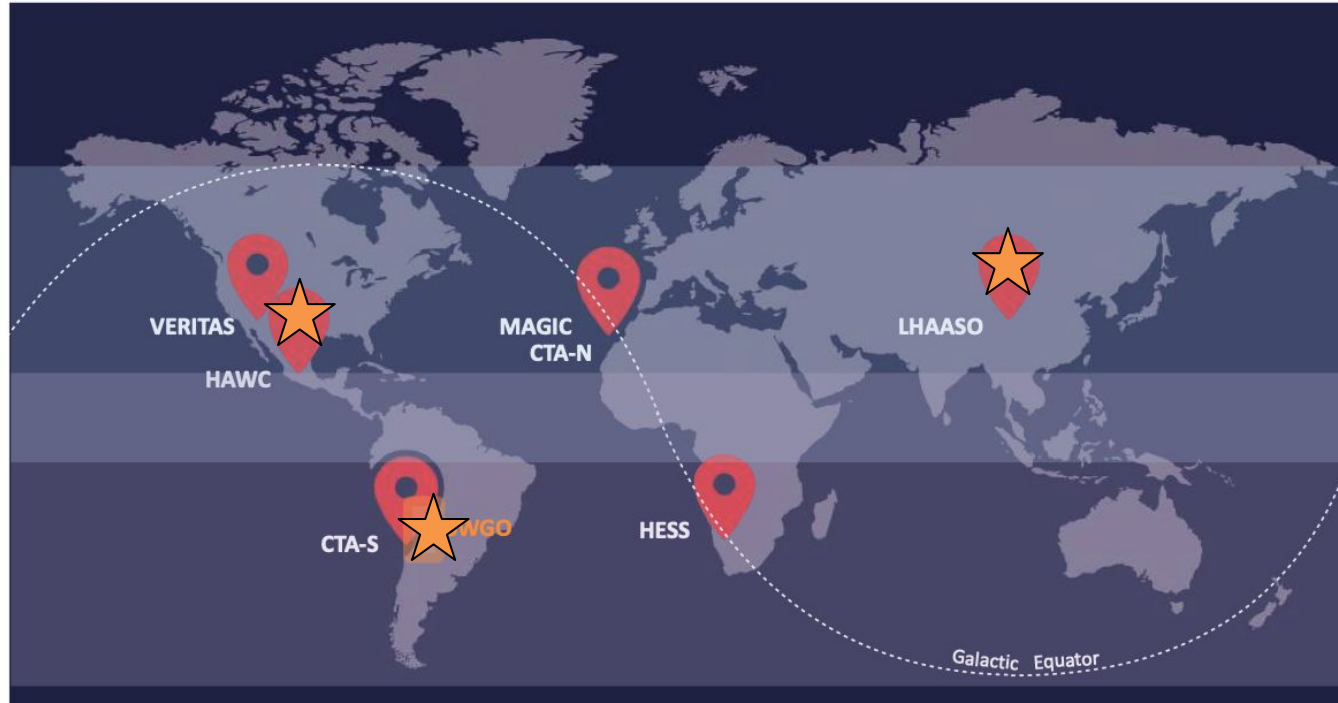 VERITAS
HAWC
MAGIC
CTA-N
LHAASO
CTA-S
HESS
Galactic Equator